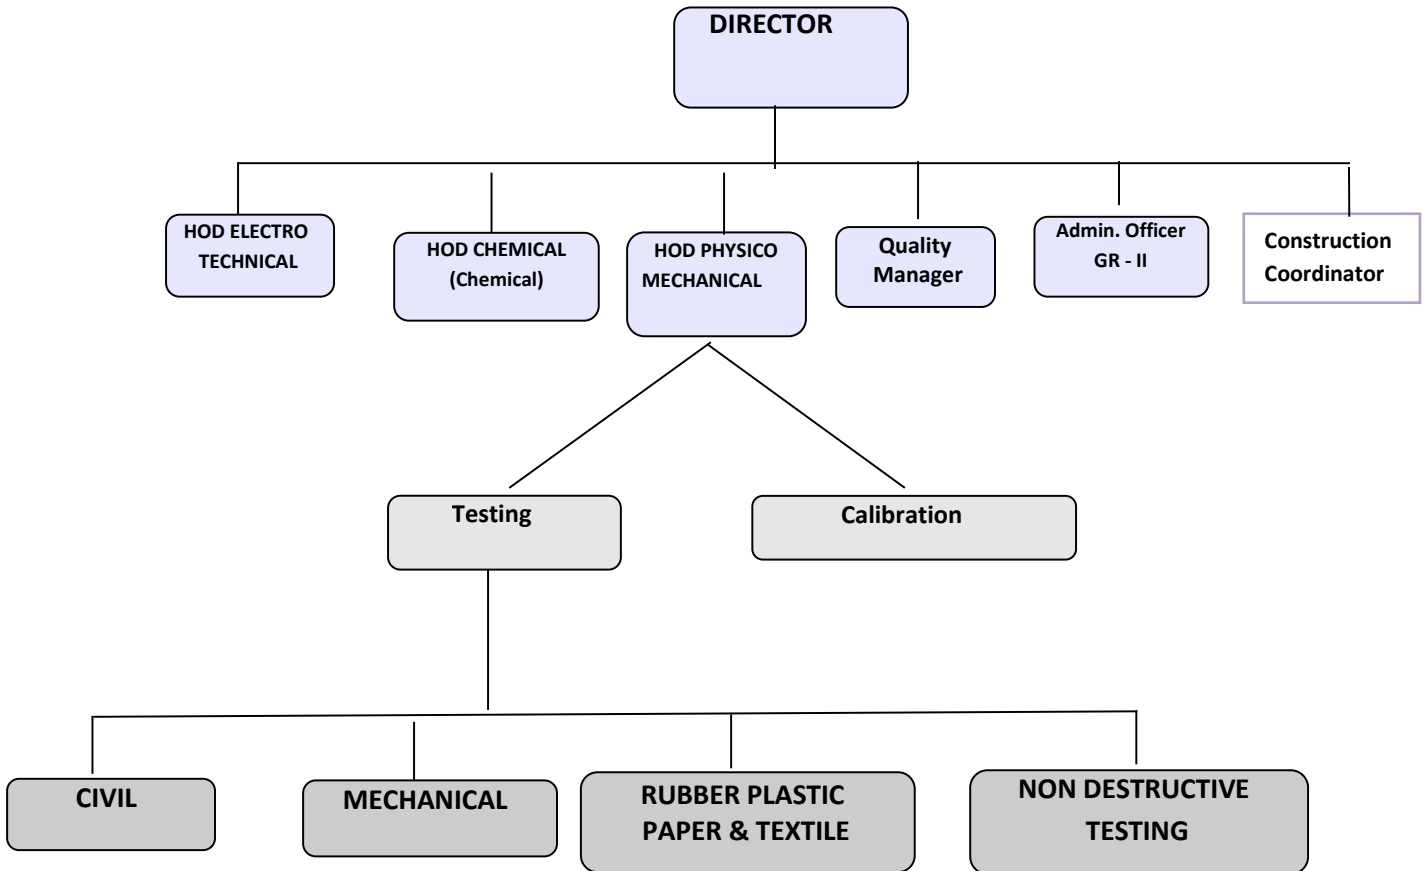 DIRECTOR
HOD ELECTRO
TECHNICAL
HOD CHEMICAL
(Chemical)
HOD PHYSICO
MECHANICAL
Quality
Manager
Admin. Officer
GR - II
Construction
Coordinator
Testing
Calibration
CIVIL
MECHANICAL
RUBBER PLASTIC
PAPER & TEXTILE
NON DESTRUCTIVE
TESTING